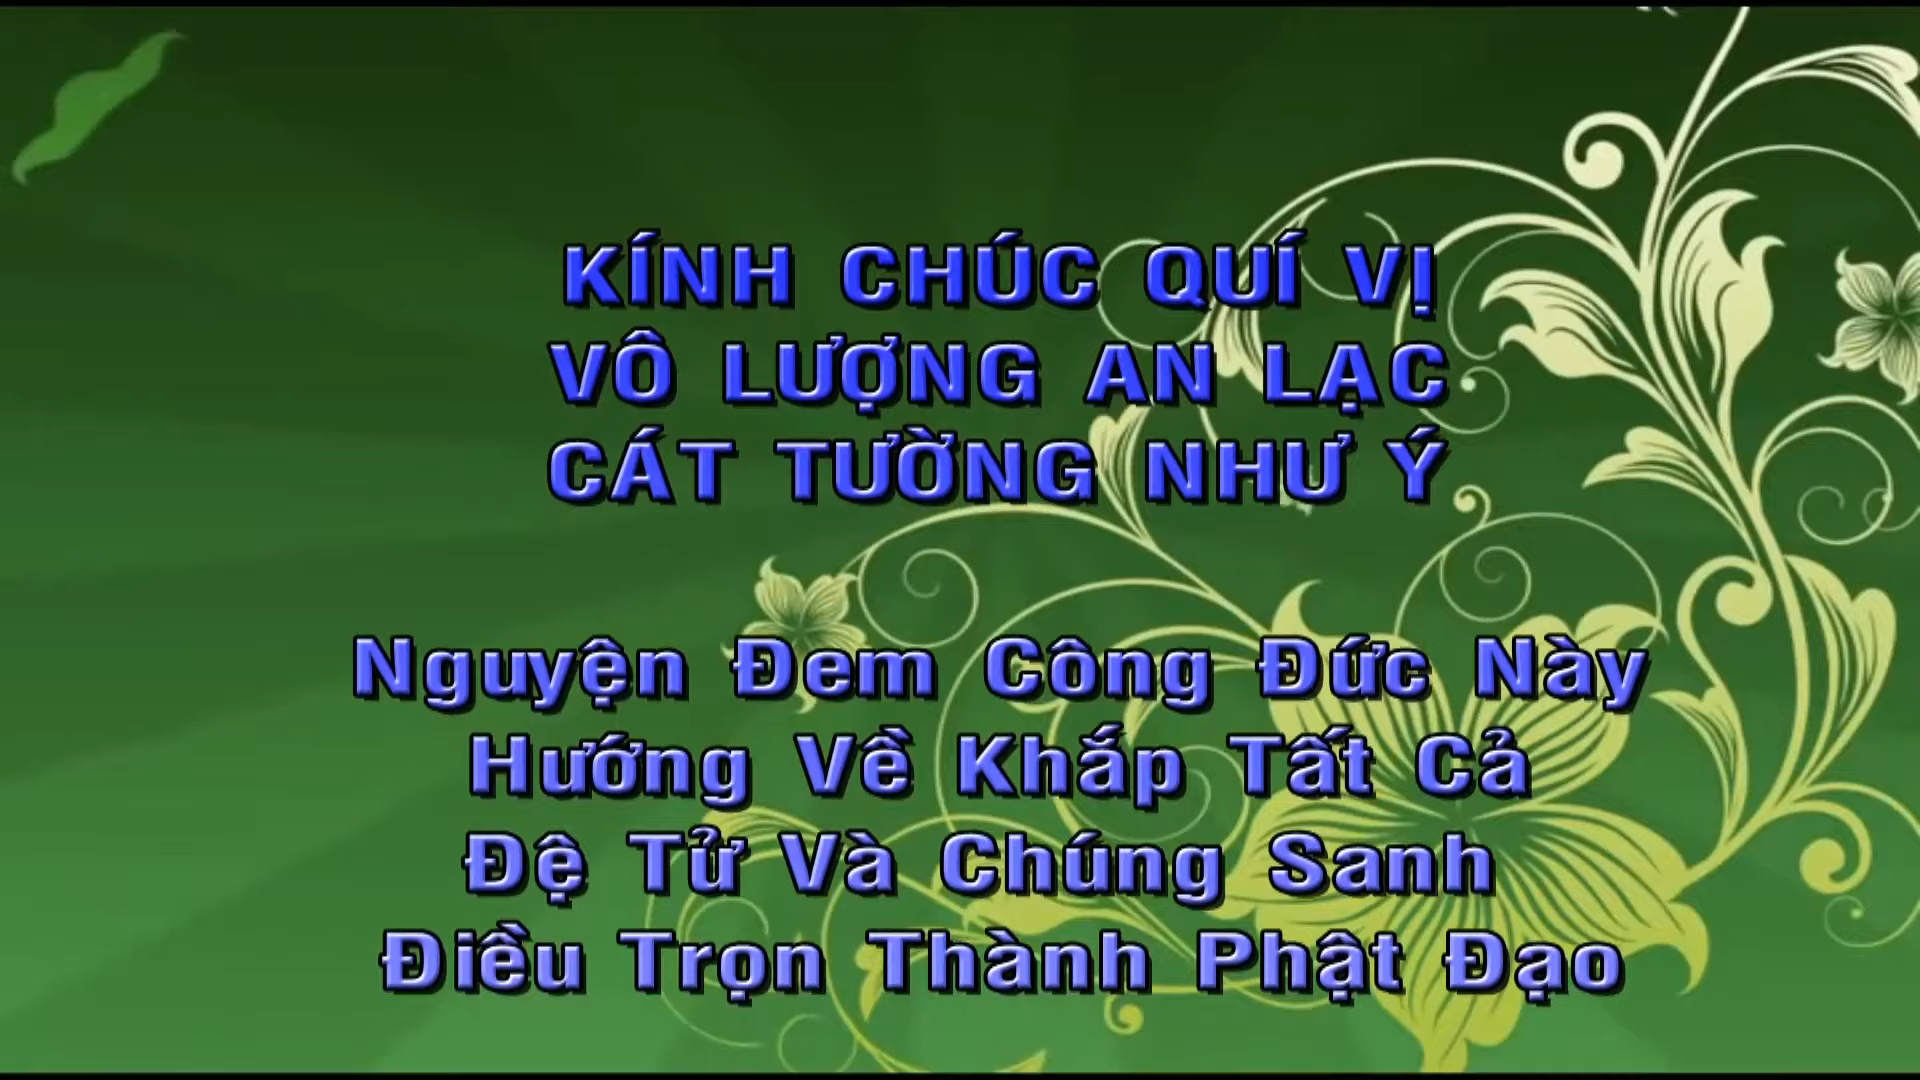 KÍNH CHÚC QUÍ VỊ
VÔ LƯỢNG AN LẠC
CÁT TƯỜNG NHƯ Ý
Nguyện Đem Công Đức Này
Hướng Về Khắp Tất Cả
Đệ Tử Và Chúng Sanh
Điều Trọn Thành Phật Đạo